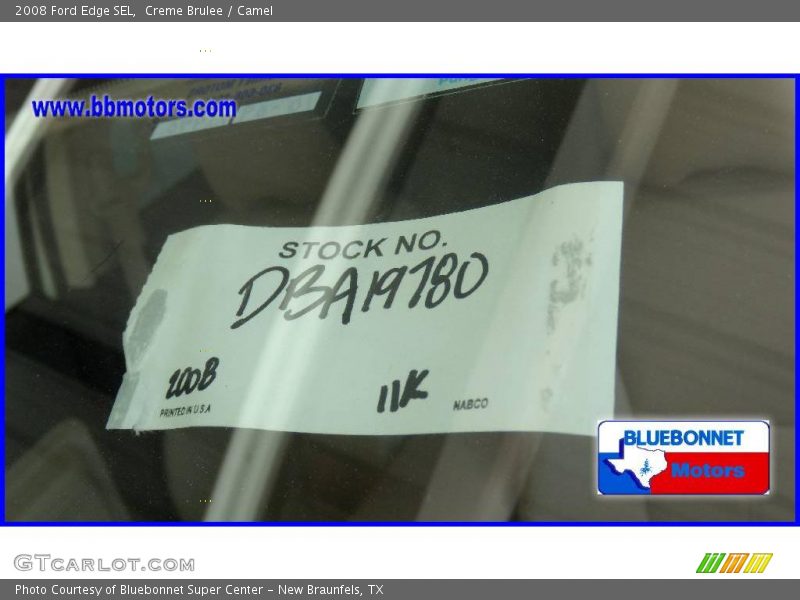 2008 Ford Edge SEL,  Creme Brulee / Camel
www.bbmotors.com
STOCK NO.
DBA19780
2008
11K
PRINTED IN U.S.A
NABCO
BLUEBONNET
Motors
GTCARLOT.COM
Photo Courtesy of Bluebonnet Super Center - New Braunfels, TX